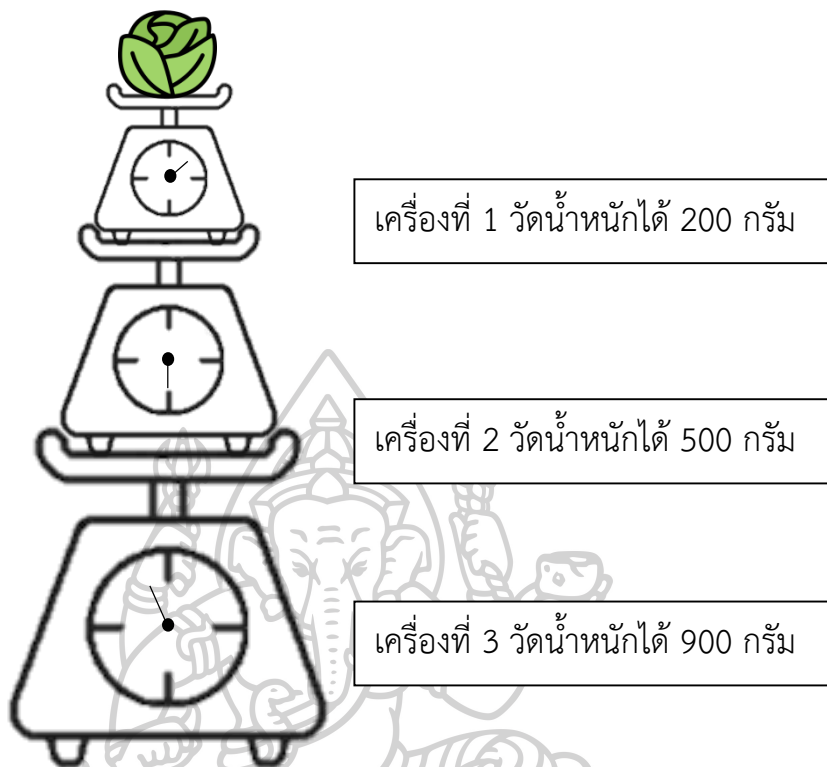 เครื่องที่ 1 วัดน้ำหนักได้ 200 กรัม
เครื่องที่ 2 วัดน้ำหนักได้ 500 กรัม
เครื่องที่ 3 วัดน้ำหนักได้ 900 กรัม